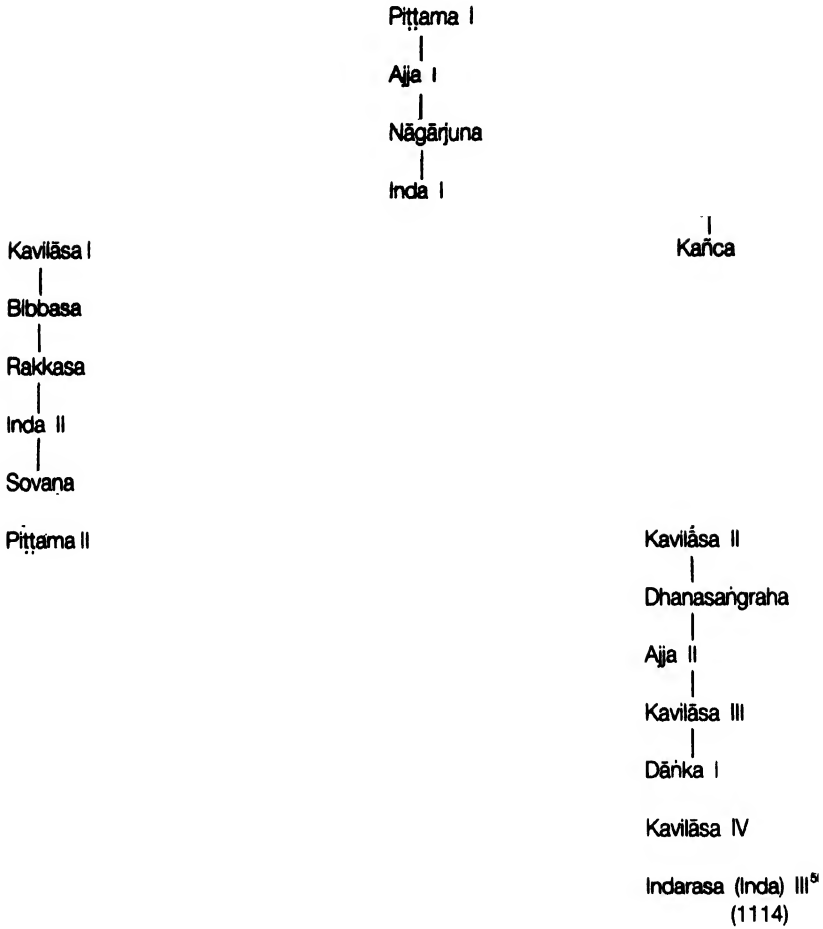 Piṭṭama I
Ajja I
Nāgārjuna
Inda I
Kavilāsa I
Kañca
Bibbasa
Rakkasa
Inda II
Sovaṇa
Piṭṭama II
Kavilāsa II
Dhanasaṅgraha
Ajja II
Kavilāsa III
Dāṅka I
Kavilāsa IV
Indarasa (Inda) III
(1114)